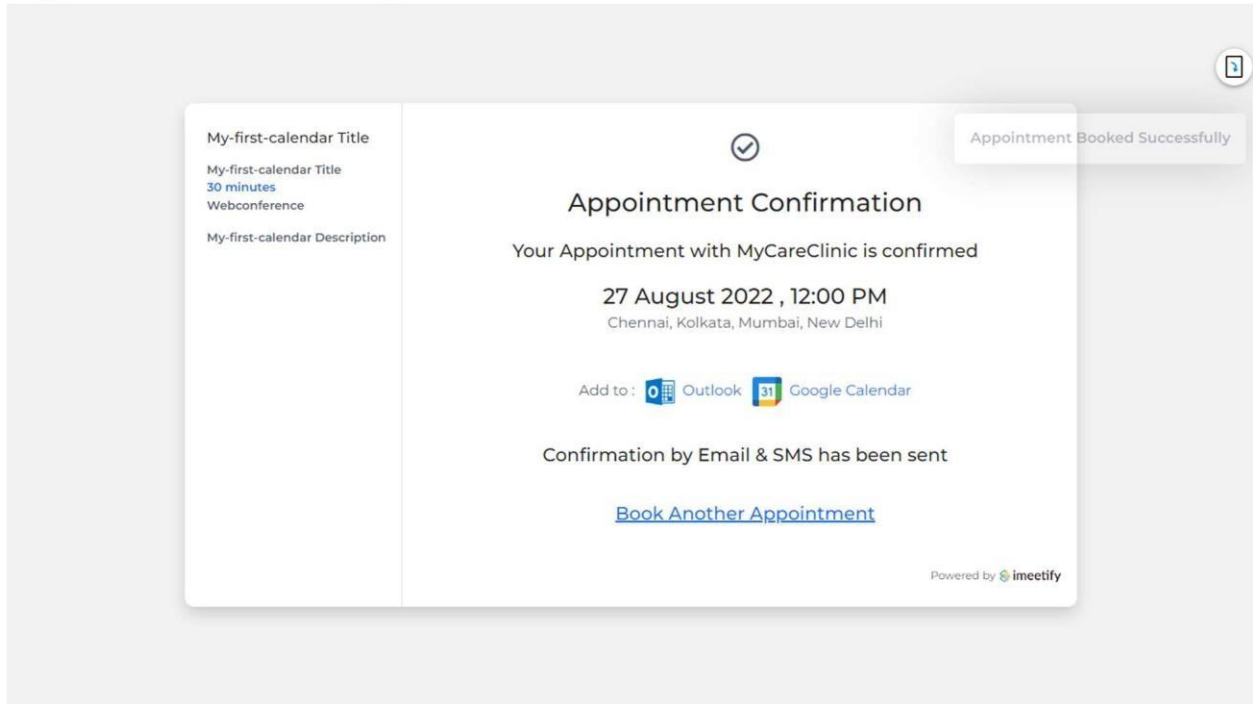 My-first-calendar Title
My-first-calendar Title
30 minutes
Webconference
My-first-calendar Description
Appointment Booked Successfully
Appointment Confirmation
Your Appointment with MyCareClinic is confirmed
27 August 2022 , 12:00 PM
Chennai, Kolkata, Mumbai, New Delhi
Add to : Outlook 31 Google Calendar
Confirmation by Email & SMS has been sent
Book Another Appointment
Powered by imeetify